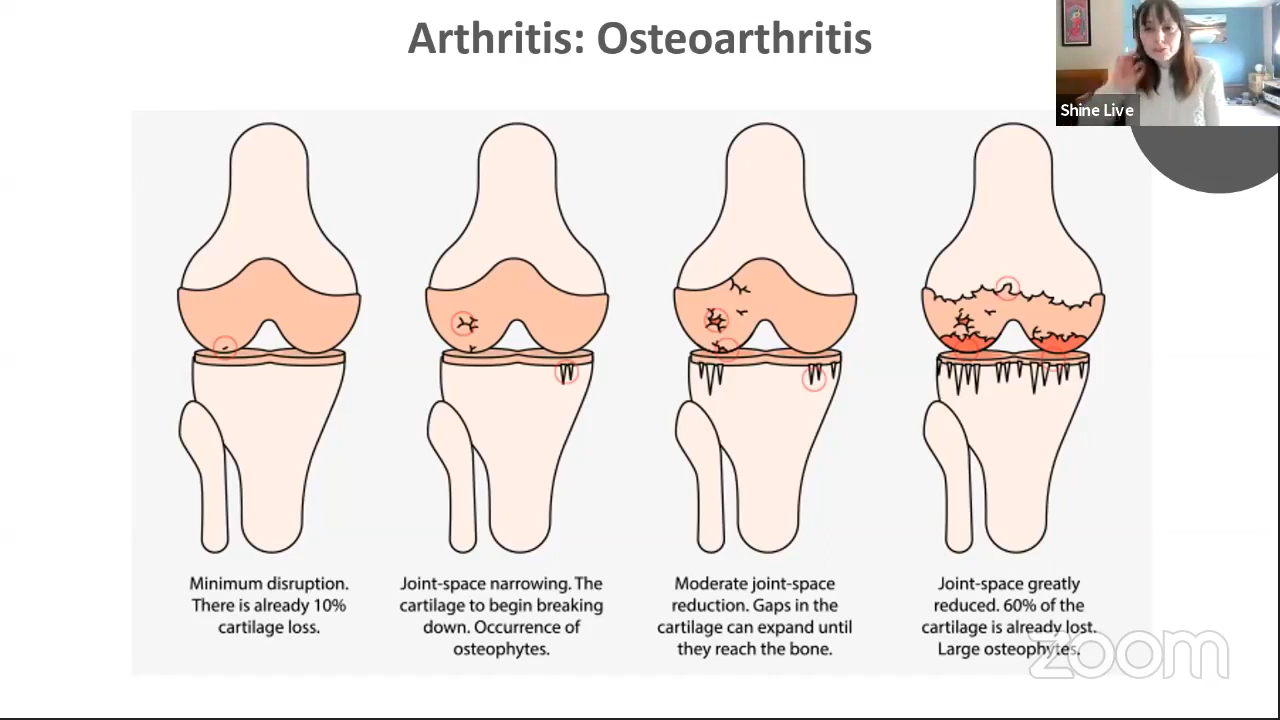 Arthritis: Osteoarthritis
Shine Live
Minimum disruption.
There is already 10%
cartilage loss.
Joint-space narrowing. The
cartilage to begin breaking
down. Occurrence of
osteophytes.
Moderate joint-space
reduction. Gaps in the
cartilage can expand until
they reach the bone.
Joint-space greatly
reduced. 60% of the
cartilage is already lost.
Large osteophytes.
zoom